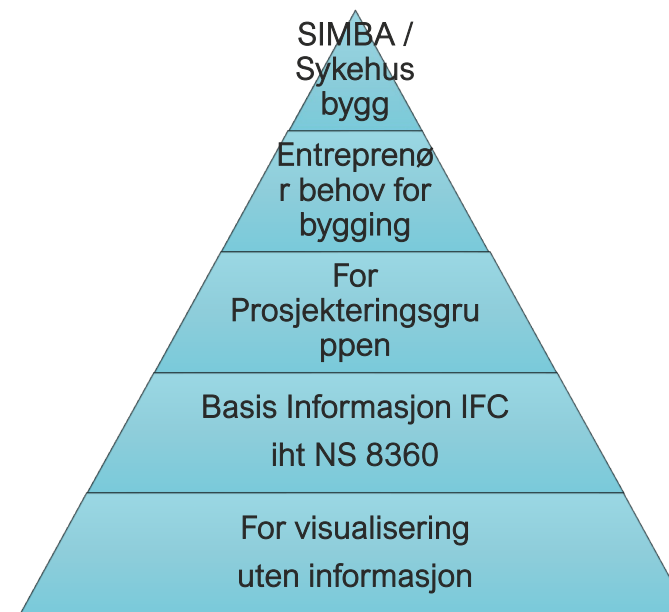 SIMBA /
Sykehus
bygg
Entreprenø
r behov for
bygging
For
Prosjekteringsgru
ppen
Basis Informasjon IFC
iht NS 8360
For visualisering
uten informasjon